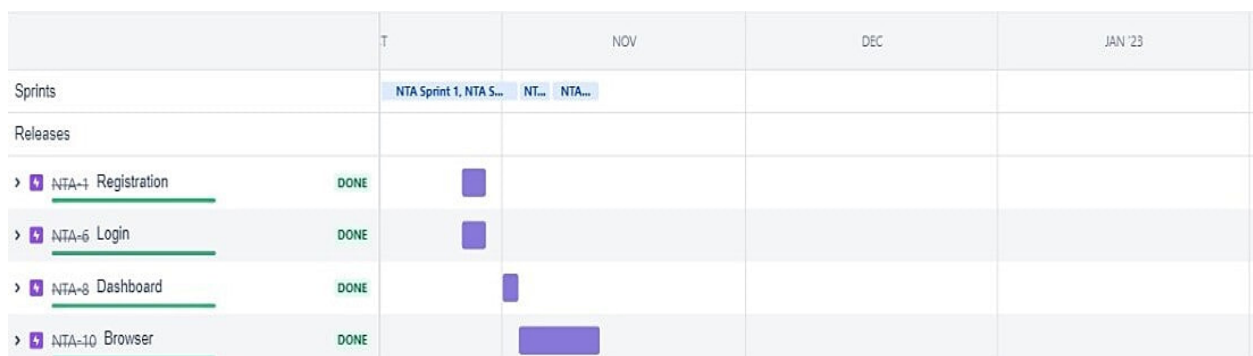 T NOV DEC JAN '23
Sprints NTA Sprint 1, NTA S... NT... NTA...
Releases
NTA-1 Registration DONE
NTA-6 Login DONE
NTA-8 Dashboard DONE
NTA-10 Browser DONE